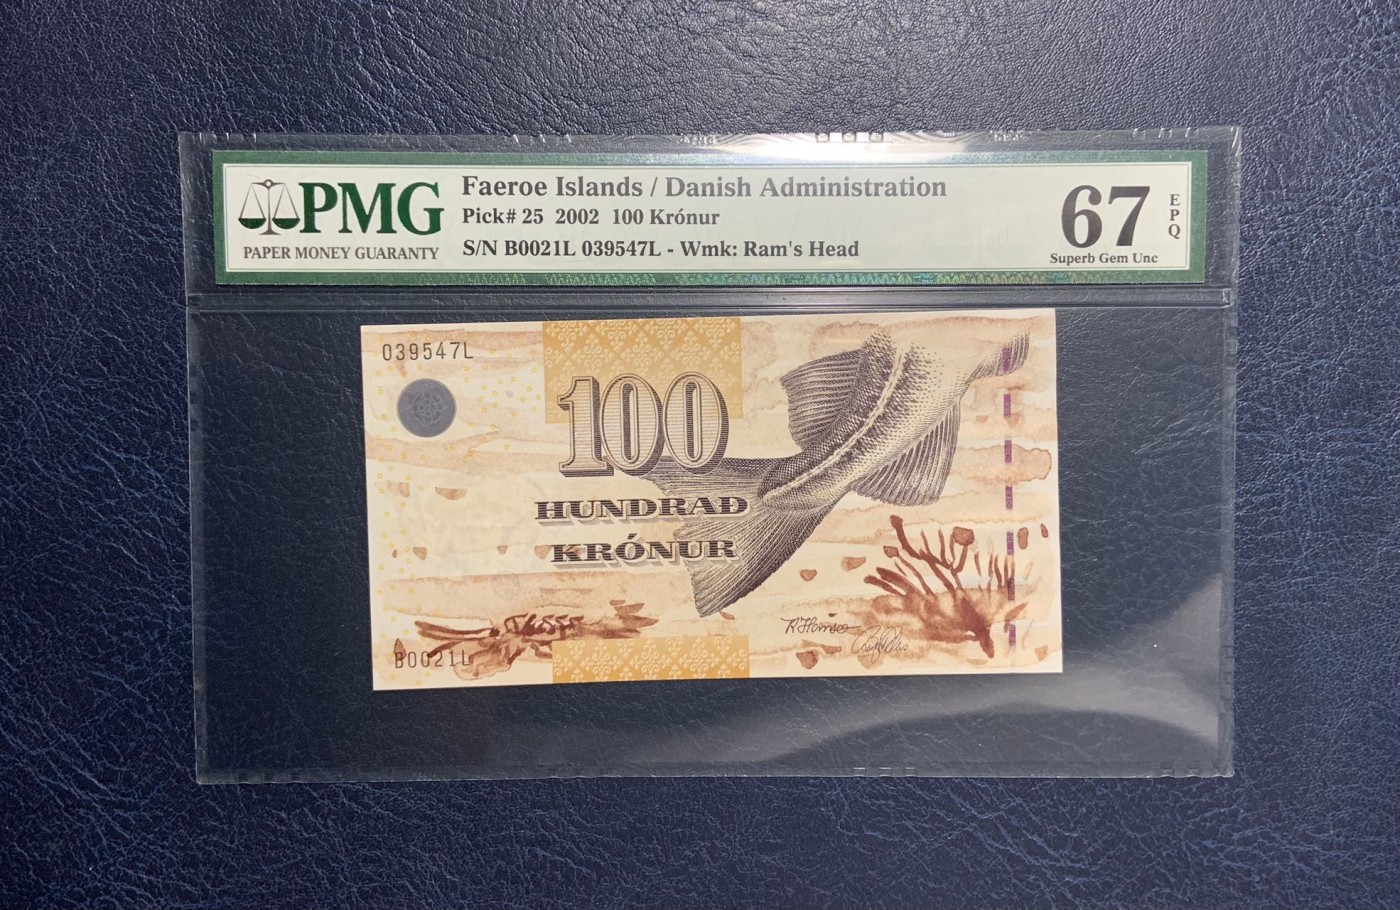 PMG
PAPER MONEY GUARANTY
Faeroe Islands / Danish Administration
Pick# 25 2002 100 Krónur
S/N B0021L 039547L - Wmk: Ram's Head
67
EPQ
Superb Gem Unc
039547L
100
HUNDRAÐ
KRÓNUR
B0021L